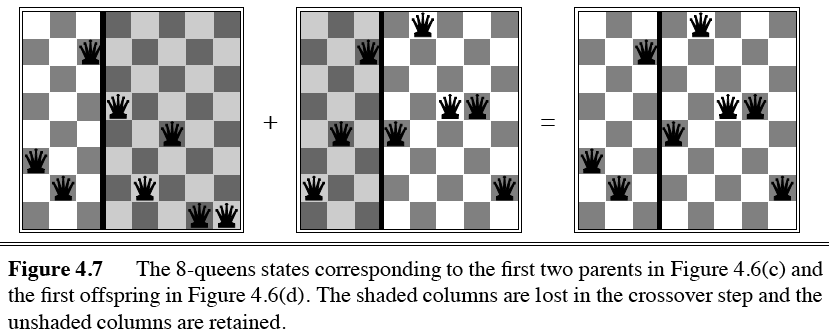 + =
Figure 4.7 The 8-queens states corresponding to the first two parents in Figure 4.6(c) and
the first offspring in Figure 4.6(d). The shaded columns are lost in the crossover step and the
unshaded columns are retained.